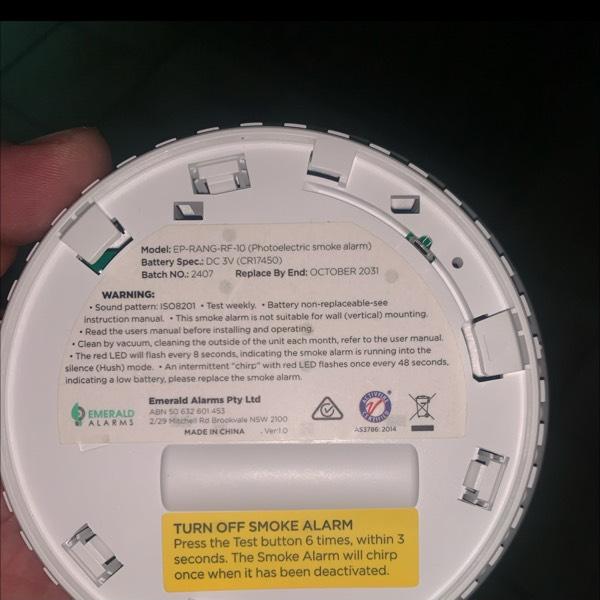 Model: EP-RANG-RF-10 (Photoelectric smoke alarm)
Battery Spec.: DC 3V (CR17450)
Batch NO.: 2407 Replace By End: OCTOBER 2031
WARNING:
• Sound pattern: ISO8201 • Test weekly. • Battery non-replaceable-see
instruction manual. • This smoke alarm is not suitable for wall (vertical) mounting.
• Read the users manual before installing and operating.
• Clean by vacuum, cleaning the outside of the unit each month, refer to the user manual.
• The red LED will flash every 8 seconds, indicating the smoke alarm is running into the
silence (Hush) mode. • An intermittent "chirp" with red LED flashes once every 48 seconds,
indicating a low battery, please replace the smoke alarm.
EMERALD
ALARMS
Emerald Alarms Pty Ltd
ABN 50 632 601 453
2/29 Mitchell Rd Brookvale NSW 2100
MADE IN CHINA . Ver:1.0
AS3786: 2014
TURN OFF SMOKE ALARM
Press the Test button 6 times, within 3
seconds. The Smoke Alarm will chirp
once when it has been deactivated.